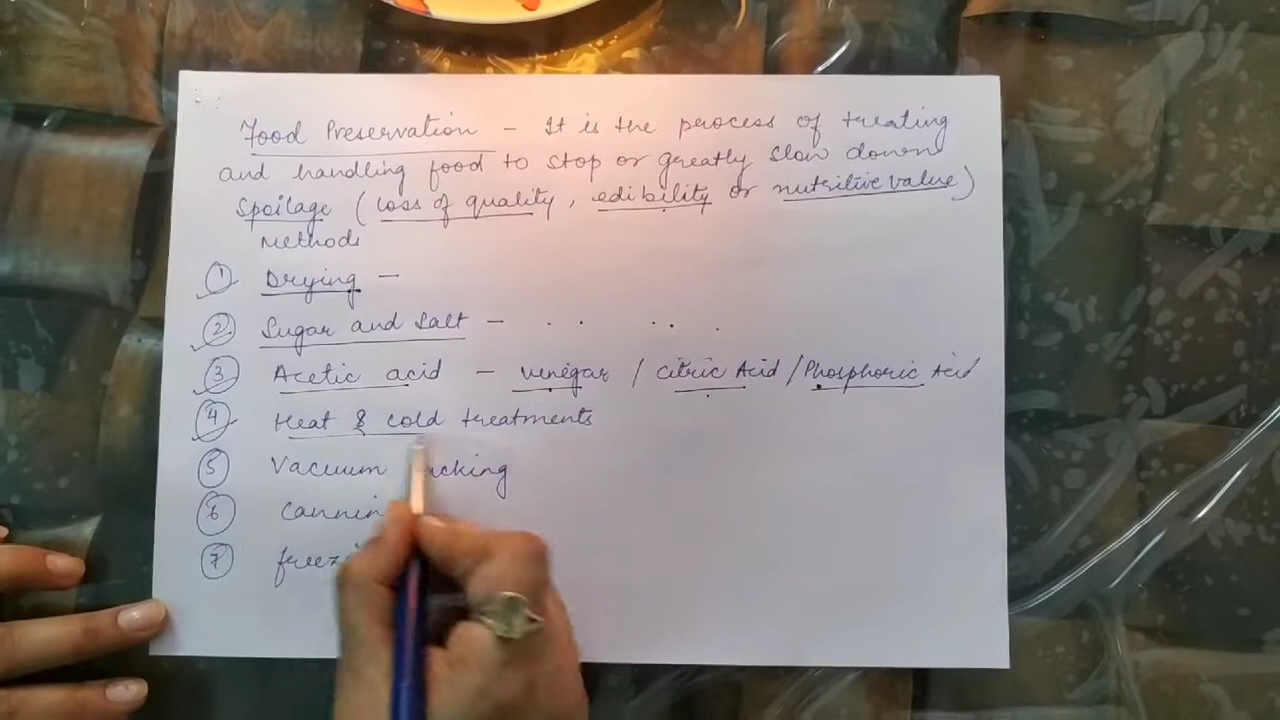 Food Preservation - It is the process of treating
and handling food to stop or greatly slow down
Spoilage (loss of quality, edibility or nutritive value)
Methods
① Drying -
② Sugar and Salt - . . . . .
③ Acetic acid - vinegar / citric Acid / Phosphoric Acid
④ Heat & cold treatments
⑤ Vacuum
⑥
⑦